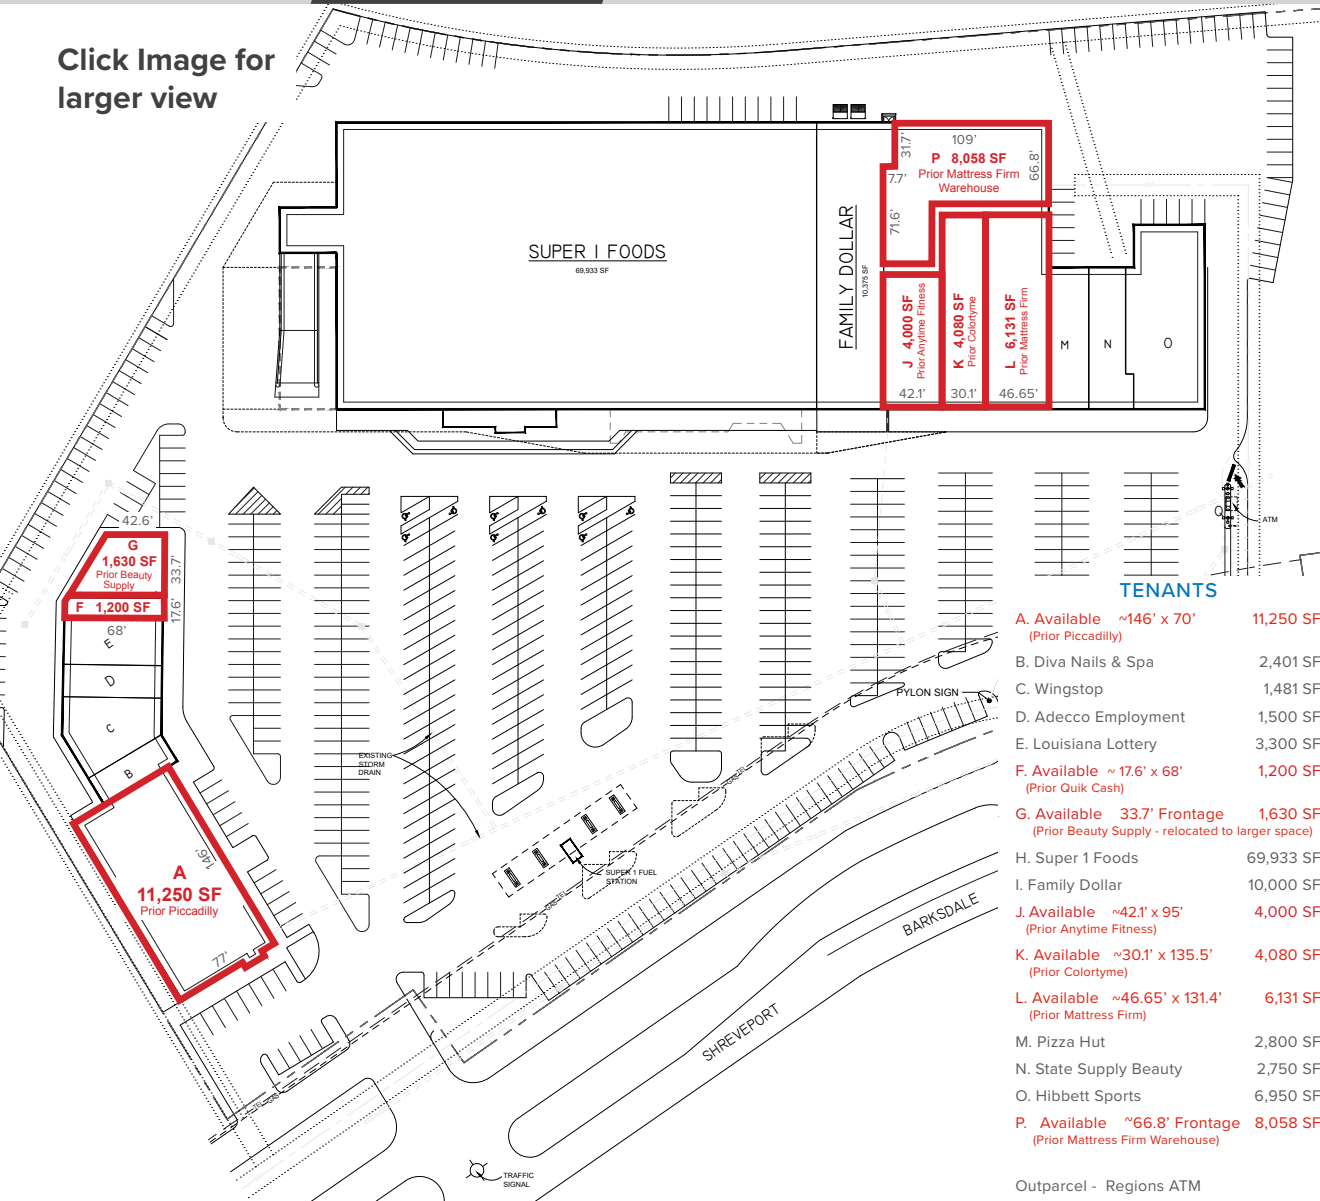 Click Image for
larger view
31.7'
109'
P 8,058 SF
Prior Mattress Firm
Warehouse
66.8'
7.7'
71.6'
SUPER 1 FOODS
69,933 SF
FAMILY DOLLAR
10,375 SF
J 4,000 SF
Prior Anytime Fitness
42.1'
K 4,080 SF
Prior Colortyme
30.1'
L 6,131 SF
Prior Mattress Firm
46.65'
M
N
O
Q
ATM
42.6'
G
1,630 SF
Prior Beauty
Supply
33.7'
F 1,200 SF
17.6'
68'
E
D
C
B
A
11,250 SF
Prior Piccadilly
146'
77'
EXISTING
STORM
DRAIN
PYLON SIGN
SUPER 1 FUEL
STATION
BARKSDALE
SHREVEPORT
TRAFFIC
SIGNAL
TENANTS
A. Available ~146' x 70' 11,250 SF
(Prior Piccadilly)
B. Diva Nails & Spa 2,401 SF
C. Wingstop 1,481 SF
D. Adecco Employment 1,500 SF
E. Louisiana Lottery 3,300 SF
F. Available ~ 17.6' x 68' 1,200 SF
(Prior Quik Cash)
G. Available 33.7' Frontage 1,630 SF
(Prior Beauty Supply - relocated to larger space)
H. Super 1 Foods 69,933 SF
I. Family Dollar 10,000 SF
J. Available ~42.1' x 95' 4,000 SF
(Prior Anytime Fitness)
K. Available ~30.1' x 135.5' 4,080 SF
(Prior Colortyme)
L. Available ~46.65' x 131.4' 6,131 SF
(Prior Mattress Firm)
M. Pizza Hut 2,800 SF
N. State Supply Beauty 2,750 SF
O. Hibbett Sports 6,950 SF
P. Available ~66.8' Frontage 8,058 SF
(Prior Mattress Firm Warehouse)
Outparcel - Regions ATM